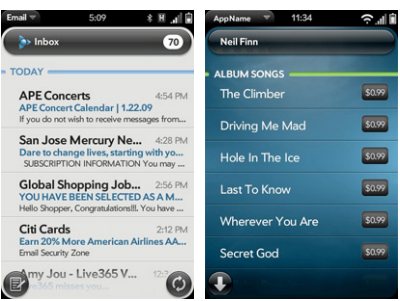 Email
5:09
Inbox
70
TODAY
APE Concerts 4:54 PM
APE Concert Calendar | 1.22.09
If you do not wish to receive messages from...
San Jose Mercury Ne... 4:28 PM
Dare to change lives, starting with yo...
SUBSCRIPTION INFORMATION You may ...
Global Shopping Job... 2:56 PM
YOU HAVE BEEN SELECTED AS A M...
Hello Shopper, Congratulations!!!. You have ...
Citi Cards 2:12 PM
Earn 20% More American Airlines AA...
Email Security Zone
Amy Jou - Live365 V...
Live365 misses you...
AppName
11:34
Neil Finn
ALBUM SONGS
The Climber $0.99
Driving Me Mad $0.99
Hole In The Ice $0.99
Last To Know $0.99
Wherever You Are $0.99
Secret God $0.99